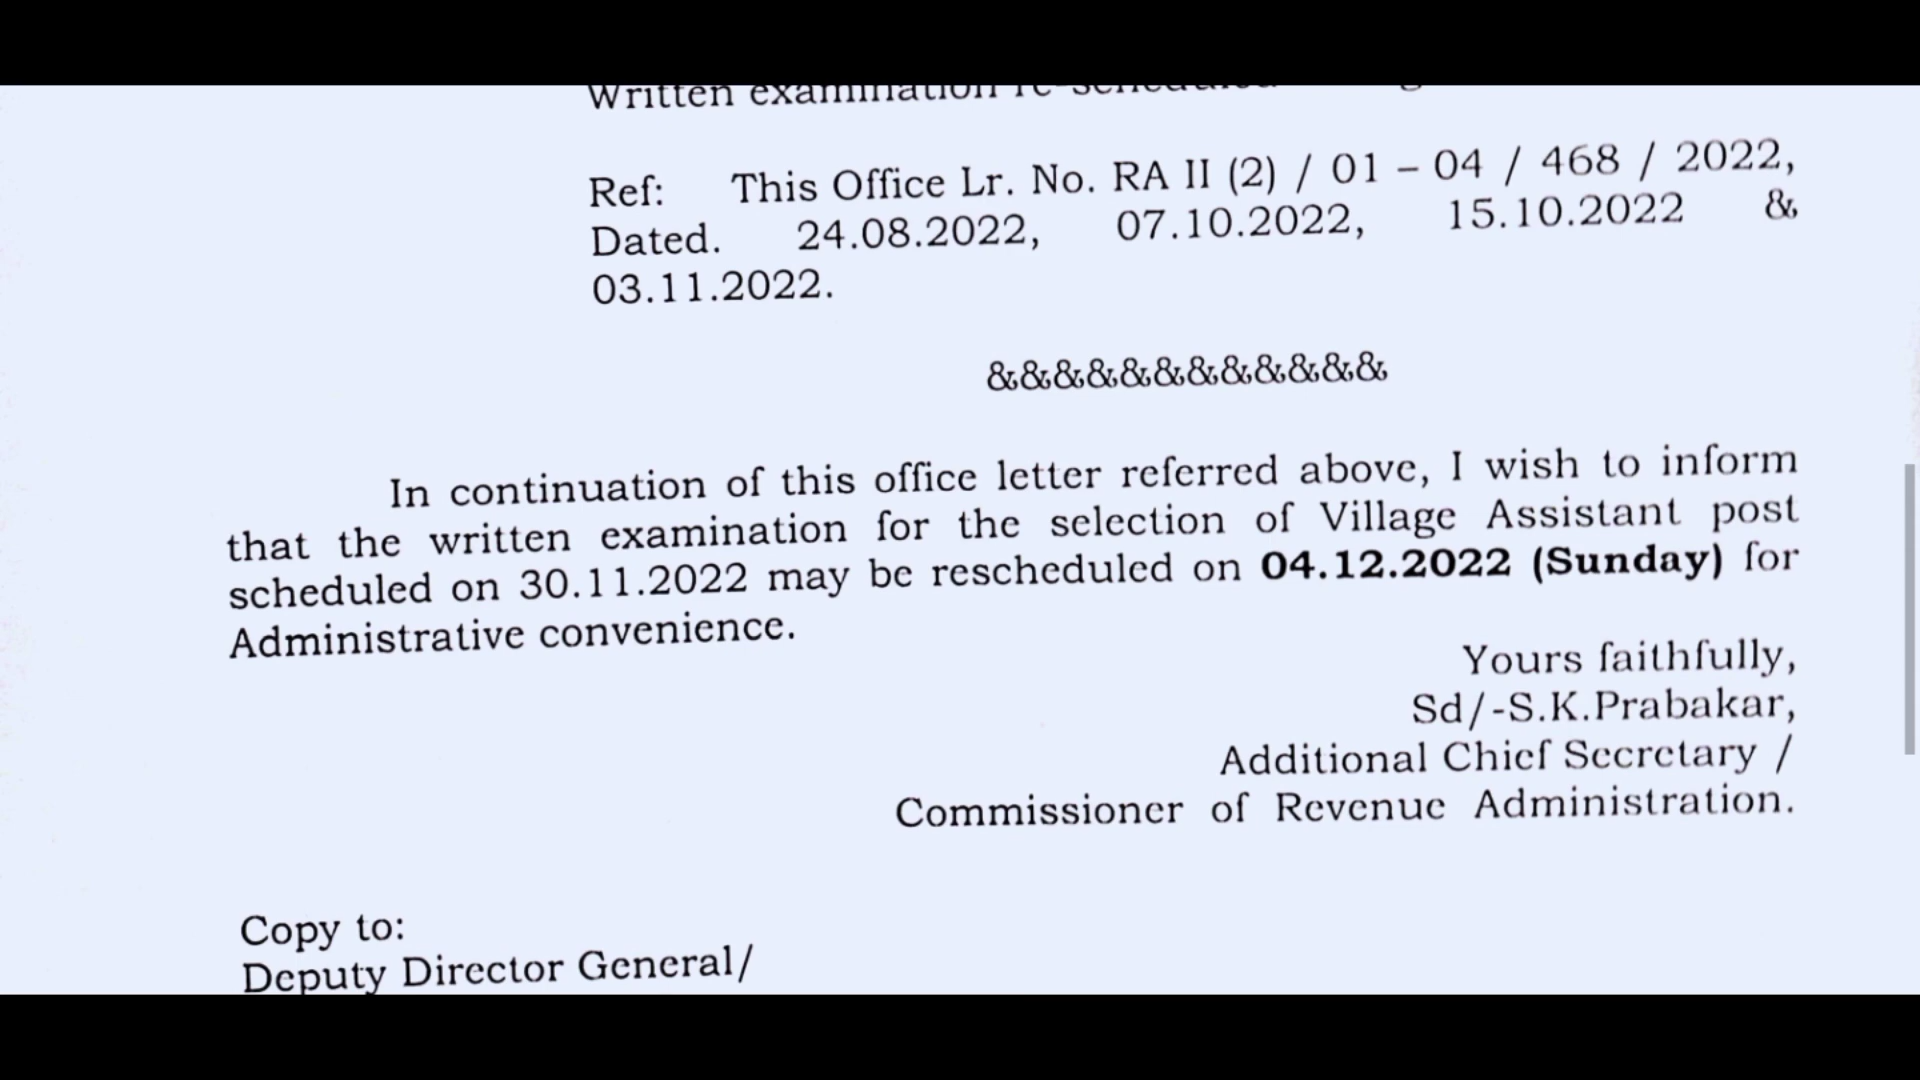 Written examination re-scheduled
Ref: This Office Lr. No. RA II (2) / 01 – 04 / 468 / 2022,
Dated. 24.08.2022, 07.10.2022, 15.10.2022 &
03.11.2022.
&&&&&&&&&&&&
In continuation of this office letter referred above, I wish to inform
that the written examination for the selection of Village Assistant post
scheduled on 30.11.2022 may be rescheduled on 04.12.2022 (Sunday) for
Administrative convenience.
Yours faithfully,
Sd/-S.K.Prabakar,
Additional Chief Secretary /
Commissioner of Revenue Administration.
Copy to:
Deputy Director General/